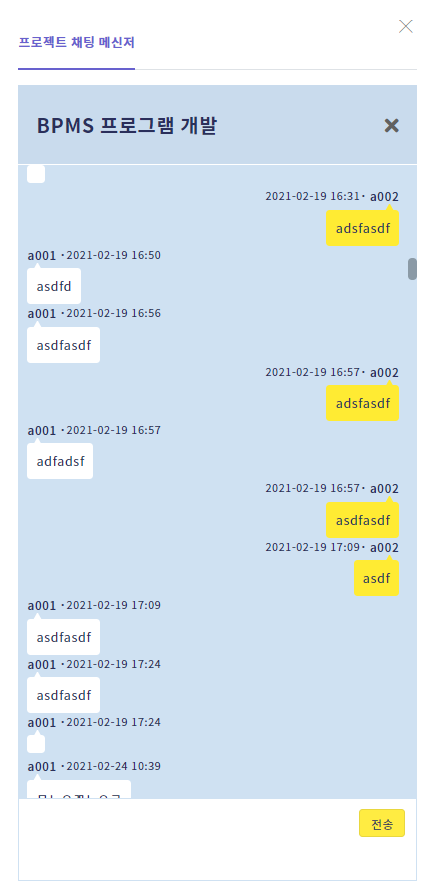 프로젝트 채팅 메신저
BPMS 프로그램 개발
2021-02-19 16:31· a002
adsfasdf
a001 ·2021-02-19 16:50
asdfd
a001 ·2021-02-19 16:56
asdfasdf
2021-02-19 16:57· a002
adsfasdf
a001 ·2021-02-19 16:57
adfadsf
2021-02-19 16:57· a002
asdfasdf
2021-02-19 17:09· a002
asdf
a001 ·2021-02-19 17:09
asdfasdf
a001 ·2021-02-19 17:24
asdfasdf
a001 ·2021-02-19 17:24
a001 ·2021-02-24 10:39
전송